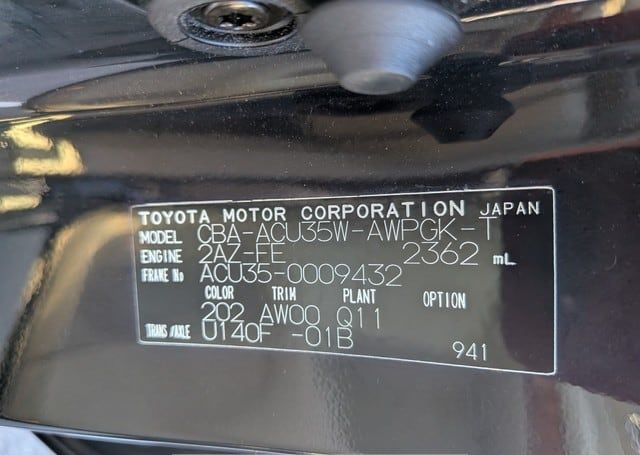 TOYOTA MOTOR CORPORATION JAPAN
MODEL CBA-ACU35W-AWPGK-T
ENGINE 2AZ-FE 2362 mL
FRAME No ACU35-0009432
COLOR TRIM PLANT OPTION
202 AW00 Q11
TRANS/AXLE U140F -01B
941